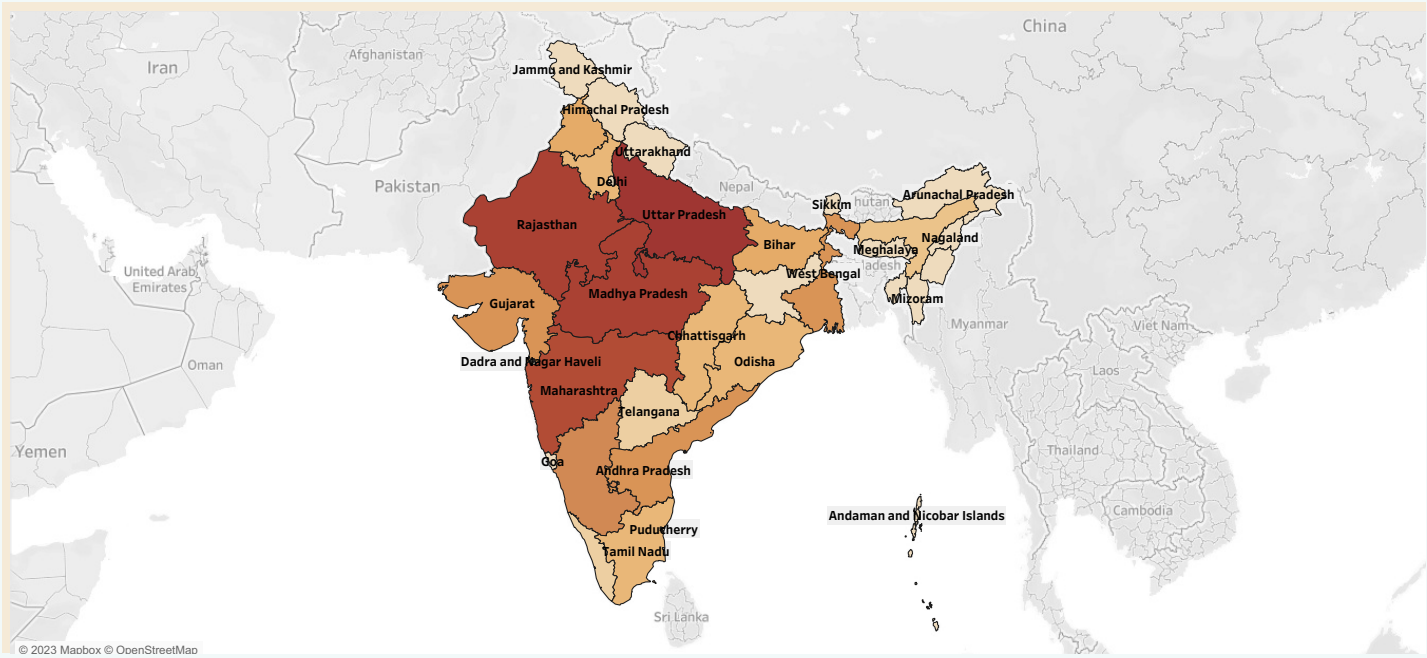 China
Afghanistan
Iran
Jammu and Kashmir
Himachal Pradesh
Uttarakhand
Delhi
Pakistan
Nepal
Arunachal Pradesh
Sikkim
hutan
Uttar Pradesh
Rajasthan
Bihar
Nagaland
Meghalaya
ladesh
West Bengal
United Arab
Emirates
Madhya Pradesh
Mizoram
Gujarat
Myanmar
Viet Nam
Chhattisgarh
Oman
Dadra and Nagar Haveli
Odisha
Laos
Maharashtra
Telangana
Yemen
Thailand
Goa
Andhra Pradesh
Cambodia
Andaman and Nicobar Islands
Puducherry
Tamil Nadu
Sri Lanka
© 2023 Mapbox © OpenStreetMap